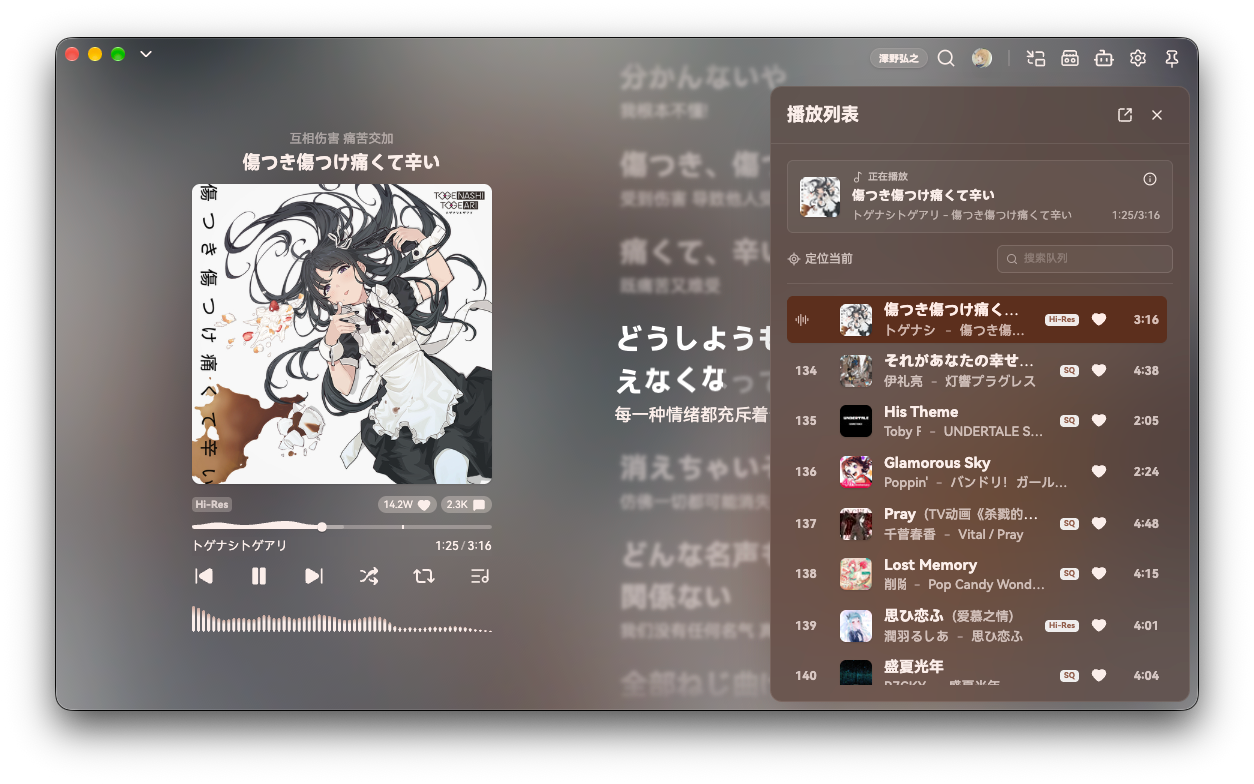 澤野弘之
互相伤害 痛苦交加
傷つき傷つけ痛くて辛い
傷つき傷つけ痛くて辛い
TOGENASHI
TOGEARI
Hi-Res
14.2W
2.3K
トゲナシトゲアリ
1:25 / 3:16
分かんないや
我根本不懂!
傷つき、傷つ
受到伤害 导致他人受
痛くて、辛い
既痛苦又难受
どうしようも
えなくなって
每一种情绪都充斥着
消えちゃいそ
仿佛一切都可能消失
どんな名声も
関係ない
我们没有任何名气
全部ねじ曲
播放列表
正在播放
傷つき傷つけ痛くて辛い
トゲナシトゲアリ - 傷つき傷つけ痛くて辛い
1:25/3:16
定位当前
搜索队列
傷つき傷つけ痛く...
トゲナシ - 傷つき傷...
Hi-Res
3:16
134
それがあなたの幸せ...
伊礼亮 - 灯響プラグレス
SQ
4:38
135
His Theme
Toby F - UNDERTALE S...
SQ
2:05
136
Glamorous Sky
Poppin' - バンドリ! ガール...
2:24
137
Pray (TV动画《杀戮的...
千菅春香 - Vital / Pray
SQ
4:48
138
Lost Memory
削除 - Pop Candy Wond...
SQ
4:15
139
思ひ恋ふ (爱慕之情)
潤羽るしあ - 思ひ恋ふ
Hi-Res
4:01
140
盛夏光年
SQ
4:04